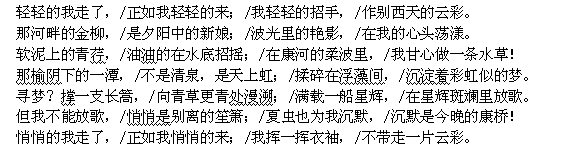 轻轻的我走了，/正如我轻轻的来；/我轻轻的招手，/作别西天的云彩。
那河畔的金柳，/是夕阳中的新娘；/波光里的艳影，/在我的心头荡漾。
软泥上的青荇，/油油的在水底招摇；/在康河的柔波里，/我甘心做一条水草！
那榆阴下的一潭，/不是清泉，是天上虹；/揉碎在浮藻间，/沉淀着彩虹似的梦。
寻梦？撑一支长篙，/向青草更青处漫溯；/满载一船星辉，/在星辉斑斓里放歌。
但我不能放歌，/悄悄是别离的笙箫；/夏虫也为我沉默，/沉默是今晚的康桥！
悄悄的我走了，/正如我悄悄的来；/我挥一挥衣袖，/不带走一片云彩。